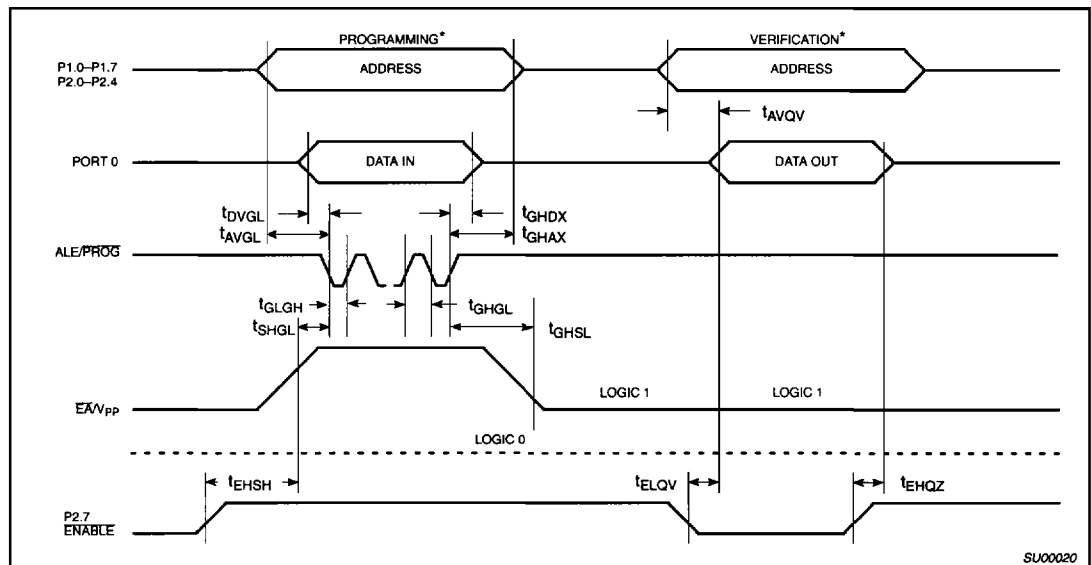 PROGRAMMING*
VERIFICATION*
P1.0–P1.7
P2.0–P2.4
ADDRESS
ADDRESS
tAVQV
PORT 0
DATA IN
DATA OUT
tDVGL
tGHDX
tAVGL
tGHAX
ALE/PROG
tGLGH
tGHGL
tSHGL
tGHSL
EA/VPP
LOGIC 1
LOGIC 1
LOGIC 0
tEHSH
tELQV
tEHQZ
P2.7
ENABLE
SU00020